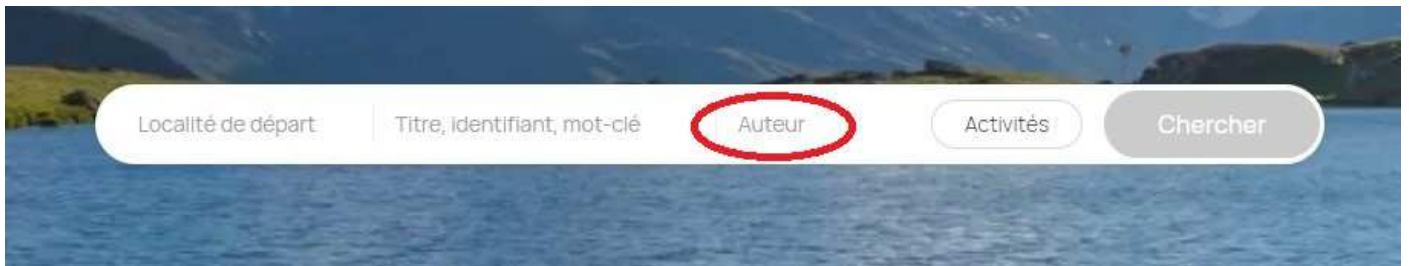 Localité de départ Titre, identifiant, mot-clé Auteur Activités Chercher